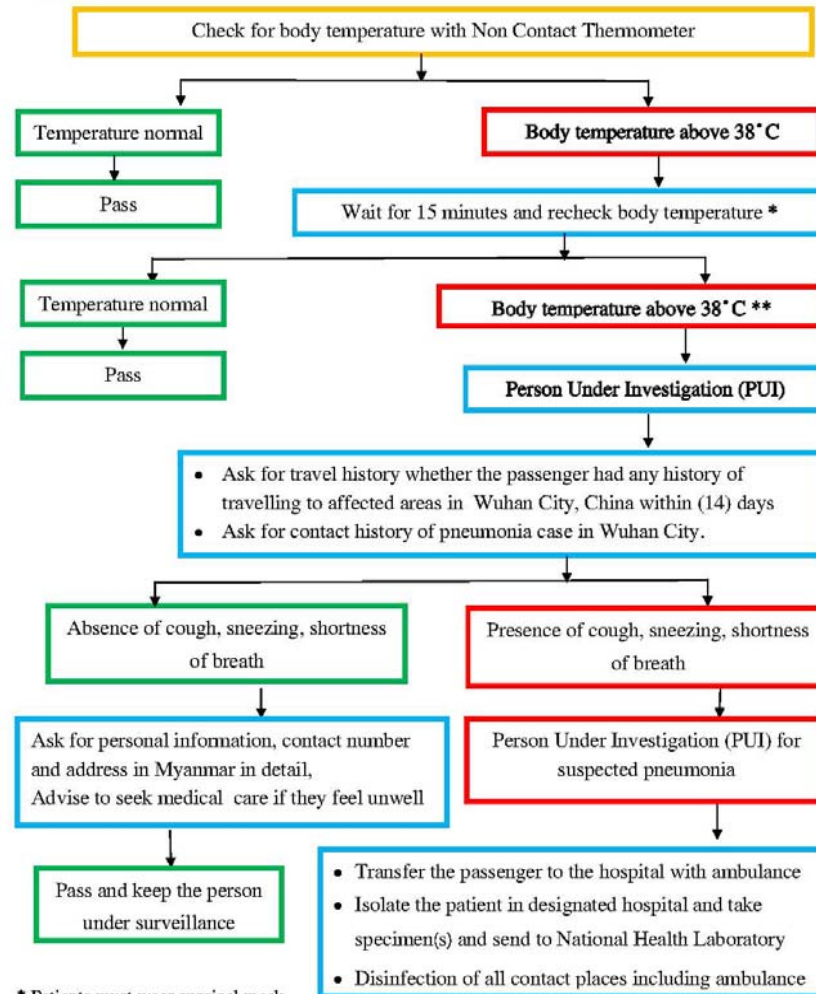 Check for body temperature with Non Contact Thermometer
Temperature normal
Body temperature above 38°C
Pass
Wait for 15 minutes and recheck body temperature *
Temperature normal
Body temperature above 38°C **
Pass
Person Under Investigation (PUI)
• Ask for travel history whether the passenger had any history of
travelling to affected areas in Wuhan City, China within (14) days
• Ask for contact history of pneumonia case in Wuhan City.
Absence of cough, sneezing, shortness
of breath
Presence of cough, sneezing, shortness
of breath
Ask for personal information, contact number
and address in Myanmar in detail,
Advise to seek medical care if they feel unwell
Person Under Investigation (PUI) for
suspected pneumonia
Pass and keep the person
under surveillance
• Transfer the passenger to the hospital with ambulance
• Isolate the patient in designated hospital and take
specimen(s) and send to National Health Laboratory
• Disinfection of all contact places including ambulance